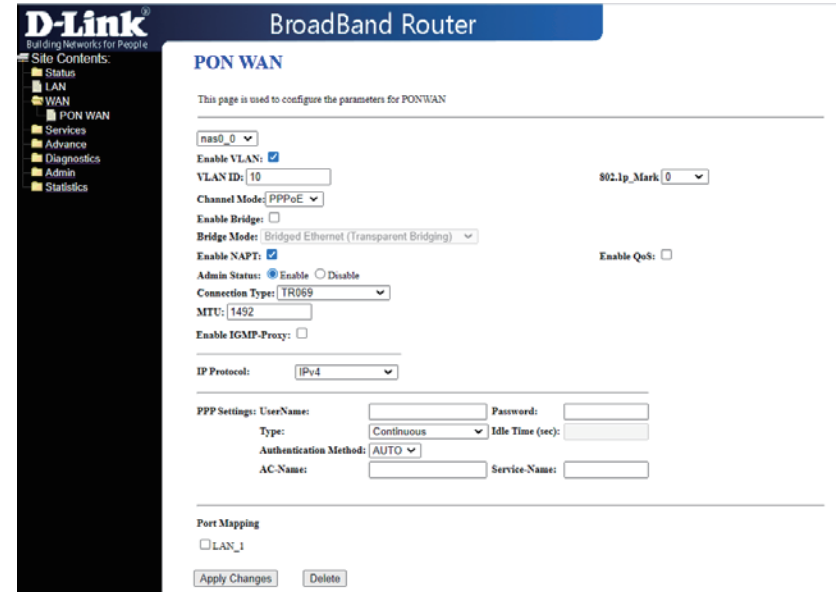 D-Link®
Building Networks for People
BroadBand Router
Site Contents:
Status
LAN
WAN
PON WAN
Services
Advance
Diagnostics
Admin
Statistics
PON WAN
This page is used to configure the parameters for PONWAN
nas0_0
Enable VLAN:
VLAN ID: 10 802.1p_Mark 0
Channel Mode: PPPoE
Enable Bridge:
Bridge Mode: Bridged Ethernet (Transparent Bridging)
Enable NAPT: Enable QoS:
Admin Status: Enable Disable
Connection Type: TR069
MTU: 1492
Enable IGMP-Proxy:
IP Protocol: IPv4
PPP Settings: UserName: Password:
Type: Continuous Idle Time (sec):
Authentication Method: AUTO
AC-Name: Service-Name:
Port Mapping
LAN_1
Apply Changes Delete